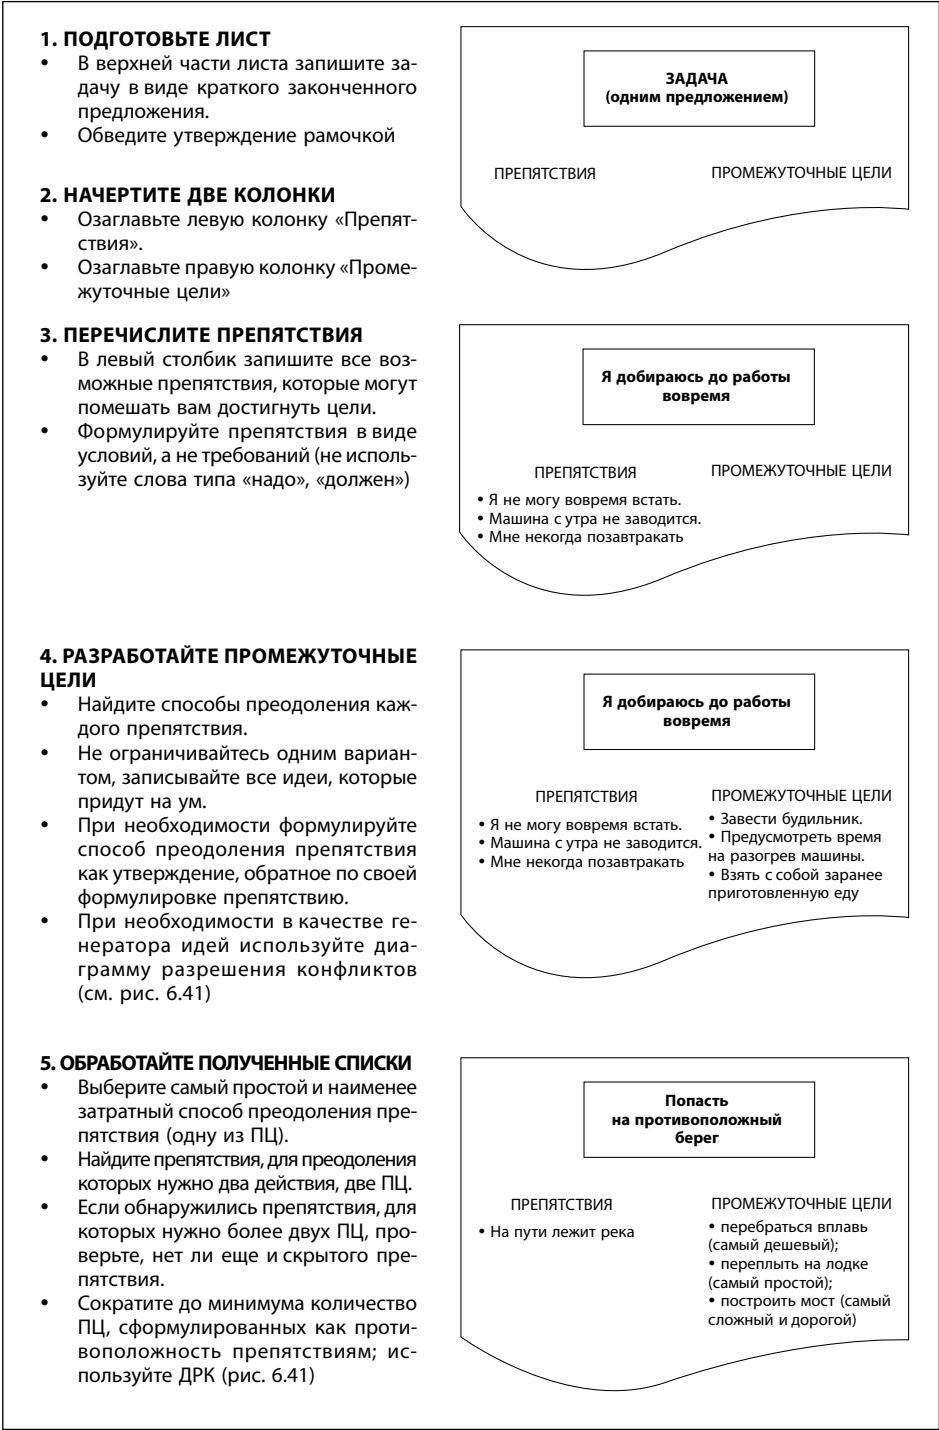 1. ПОДГОТОВЬТЕ ЛИСТ
• В верхней части листа запишите за-
дачу в виде краткого законченного
предложения.
• Обведите утверждение рамочкой
ЗАДАЧА
(одним предложением)
ПРЕПЯТСТВИЯ ПРОМЕЖУТОЧНЫЕ ЦЕЛИ
2. НАЧЕРТИТЕ ДВЕ КОЛОНКИ
• Озаглавьте левую колонку «Препят-
ствия».
• Озаглавьте правую колонку «Проме-
жуточные цели»
3. ПЕРЕЧИСЛИТЕ ПРЕПЯТСТВИЯ
• В левый столбик запишите все воз-
можные препятствия, которые могут
помешать вам достигнуть цели.
• Формулируйте препятствия в виде
условий, а не требований (не исполь-
зуйте слова типа «надо», «должен»)
Я добираюсь до работы
вовремя
ПРЕПЯТСТВИЯ ПРОМЕЖУТОЧНЫЕ ЦЕЛИ
• Я не могу вовремя встать.
• Машина с утра не заводится.
• Мне некогда позавтракать
4. РАЗРАБОТАЙТЕ ПРОМЕЖУТОЧНЫЕ
ЦЕЛИ
• Найдите способы преодоления каж-
дого препятствия.
• Не ограничивайтесь одним вариан-
том, записывайте все идеи, которые
придут на ум.
• При необходимости формулируйте
способ преодоления препятствия
как утверждение, обратное по своей
формулировке препятствию.
• При необходимости в качестве ге-
нератора идей используйте диа-
грамму разрешения конфликтов
(см. рис. 6.41)
Я добираюсь до работы
вовремя
ПРЕПЯТСТВИЯ
• Я не могу вовремя встать.
• Машина с утра не заводится.
• Мне некогда позавтракать
ПРОМЕЖУТОЧНЫЕ ЦЕЛИ
• Завести будильник.
• Предусмотреть время
на разогрев машины.
• Взять с собой заранее
приготовленную еду
5. ОБРАБОТАЙТЕ ПОЛУЧЕННЫЕ СПИСКИ
• Выберите самый простой и наименее
затратный способ преодоления пре-
пятствия (одну из ПЦ).
• Найдите препятствия, для преодоления
которых нужно два действия, две ПЦ.
• Если обнаружились препятствия, для
которых нужно более двух ПЦ, про-
верьте, нет ли еще и скрытого пре-
пятствия.
• Сократите до минимума количество
ПЦ, сформулированных как проти-
воположность препятствиям; ис-
пользуйте ДРК (рис. 6.41)
Попасть
на противоположный
берег
ПРЕПЯТСТВИЯ
• На пути лежит река
ПРОМЕЖУТОЧНЫЕ ЦЕЛИ
• перебраться вплавь
(самый дешевый);
• переплыть на лодке
(самый простой);
• построить мост (самый
сложный и дорогой)